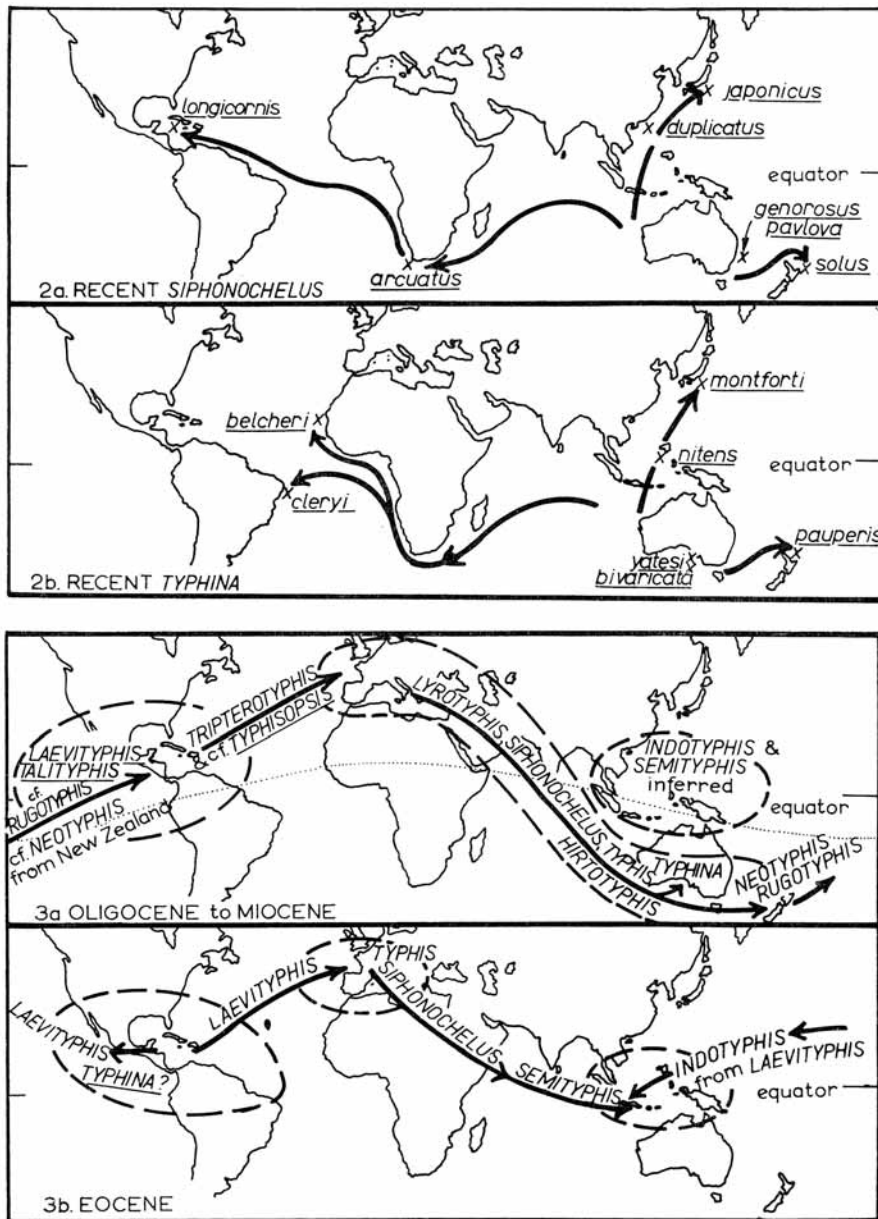 longicornis
japonicus
duplicatus
equator
genorosus
pavlova
solus
arcuatus
2a. RECENT SIPHONOCHELUS
montforti
belcheri
nitens
equator
cleryi
pauperis
yatesi
bivaricata
2b. RECENT TYPHINA
TRIPTEROTYPHIS
& cf. TYPHISOPSIS
LYROTYPHIS, SIPHONOCHELUS, TYPHIS
HIRTOTYPHIS
INDOTYPHIS &
SEMITYPHIS
inferred
LAEVITYPHIS
TALITYPHIS
cf.
RUGOTYPHIS
cf. NEOTYPHIS
from New Zealand
equator
TYPHINA
NEOTYPHIS
RUGOTYPHIS
3a OLIGOCENE to MIOCENE
TYPHIS
SIPHONOCHELUS
LAEVITYPHIS
LAEVITYPHIS
TYPHINA?
SEMITYPHIS
INDOTYPHIS
from LAEVITYPHIS
equator
3b. EOCENE